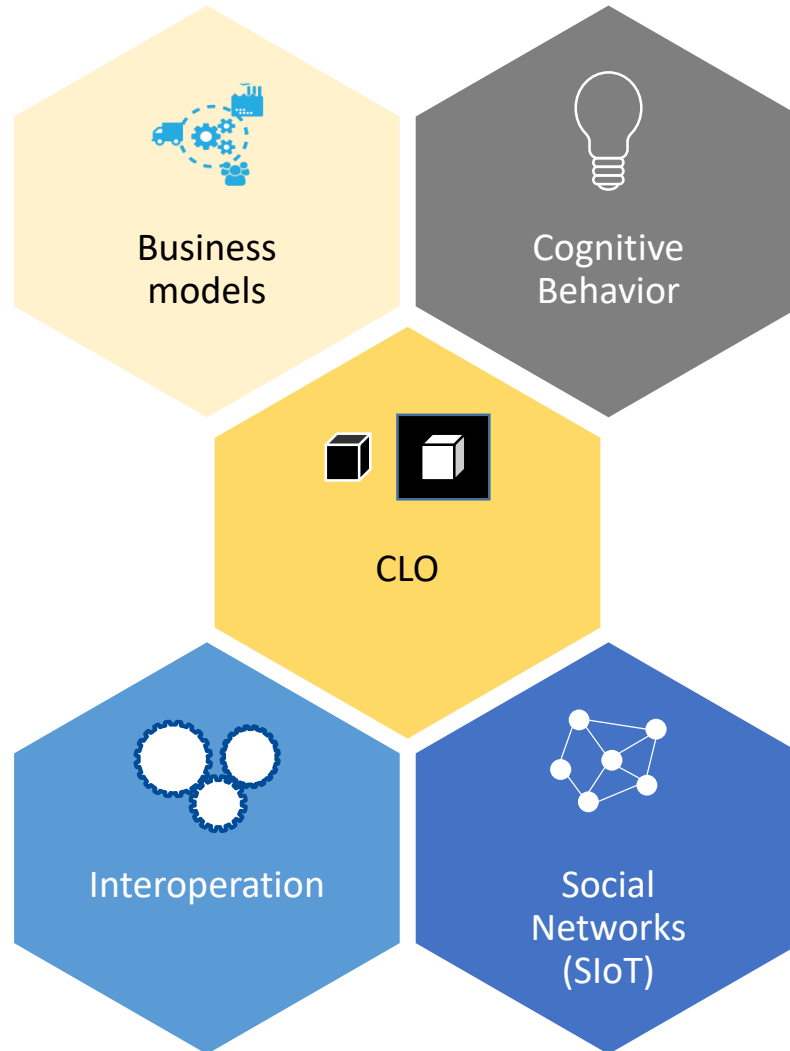 Business
models
Cognitive
Behavior
CLO
Interoperation
Social
Networks
(SIoT)